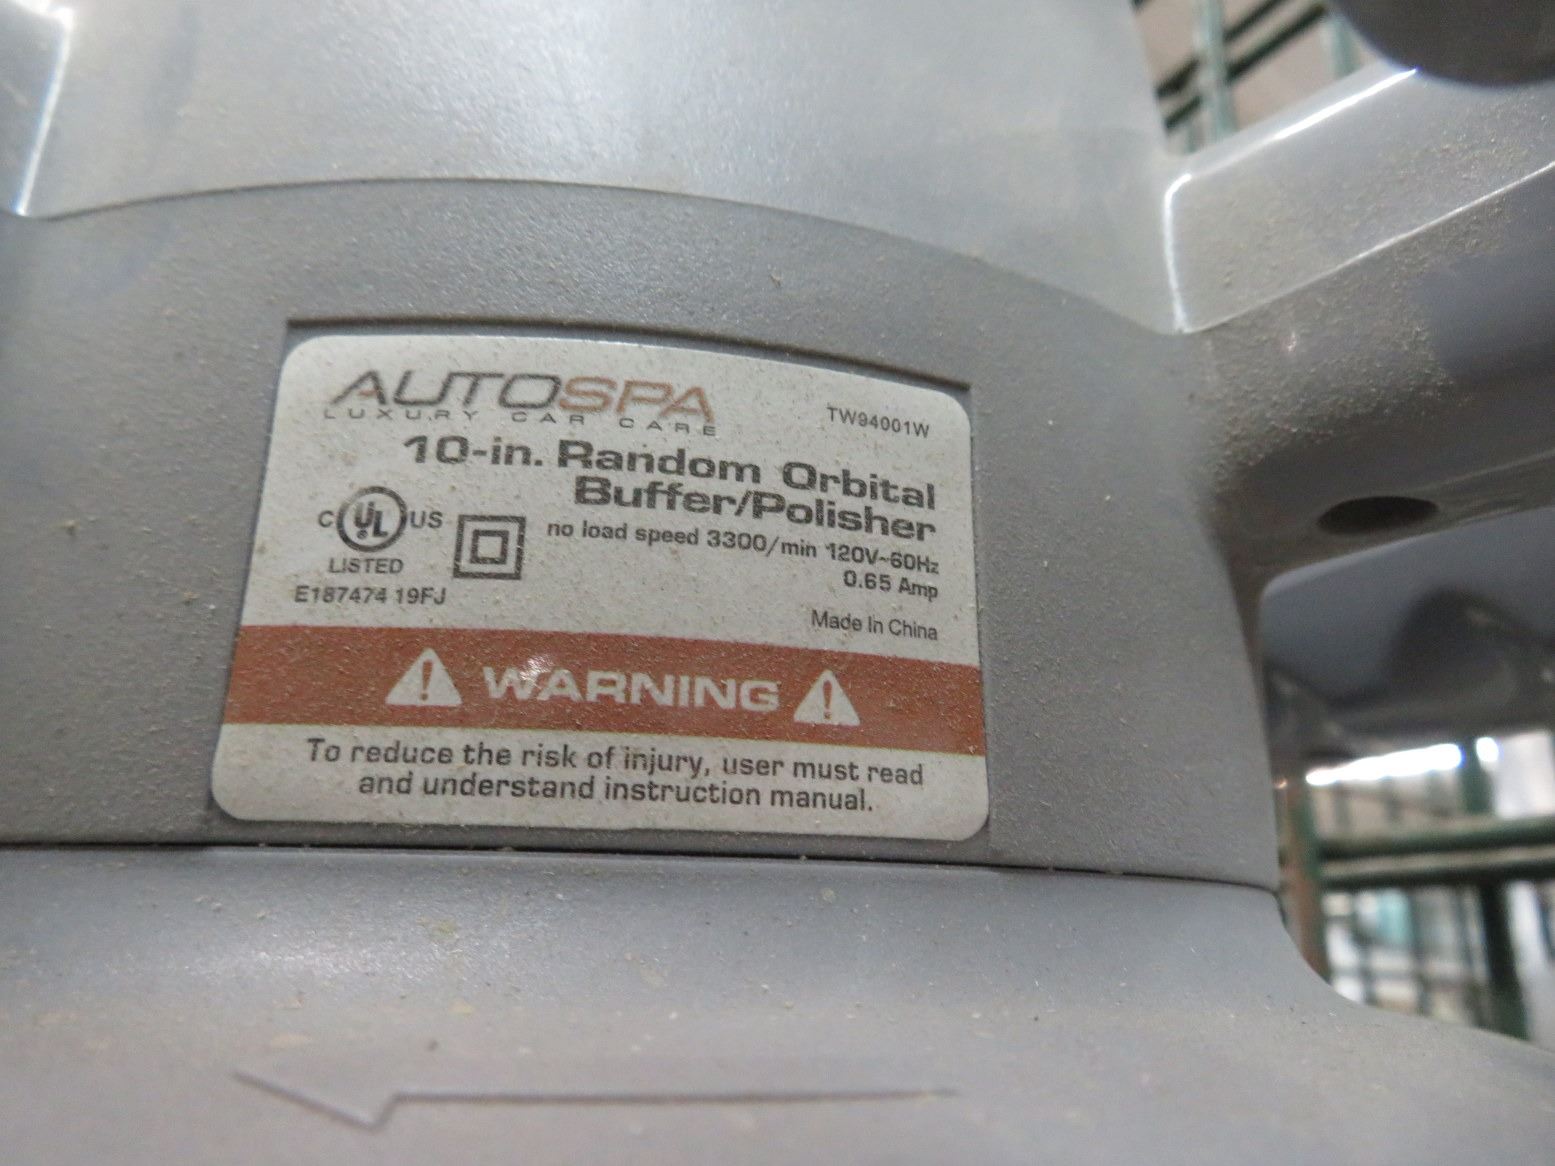 AUTOSPA
LUXURY CAR CARE
TW94001W
10-in. Random Orbital
Buffer/Polisher
no load speed 3300/min 120V~60Hz
0.65 Amp
C UL US
LISTED
E187474 19FJ
Made In China
WARNING
To reduce the risk of injury, user must read
and understand instruction manual.